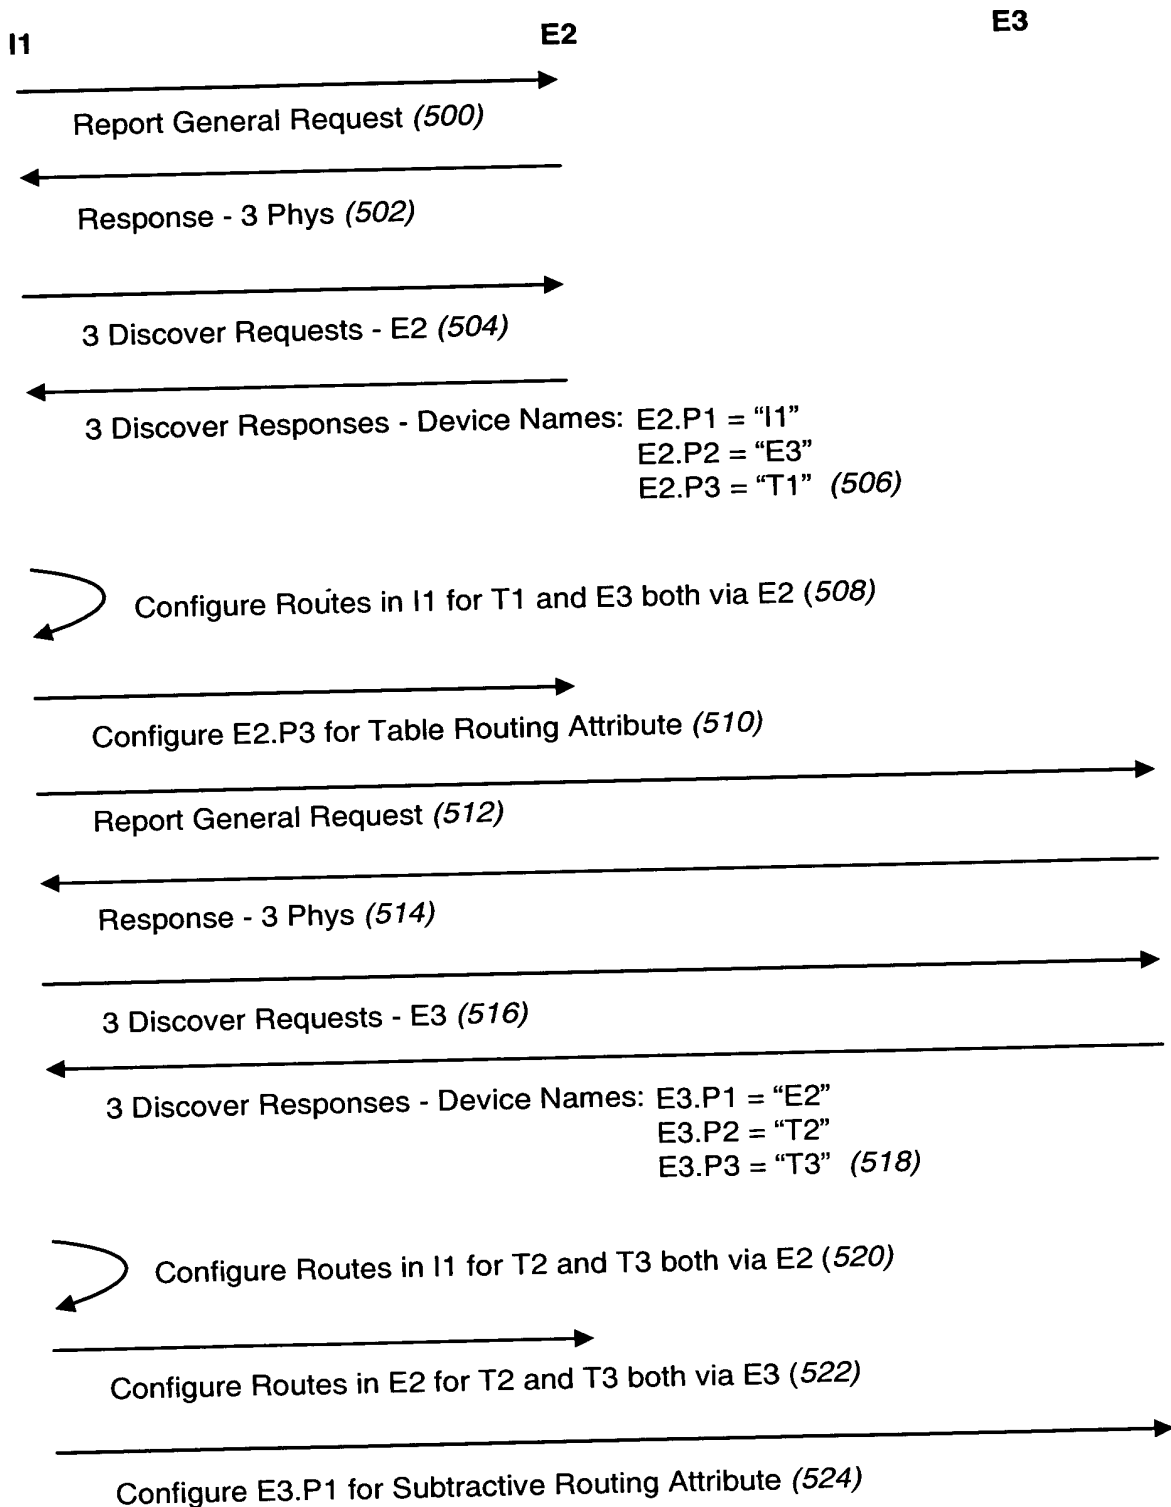 I1 E2 E3
Report General Request (500)
Response - 3 Phys (502)
3 Discover Requests - E2 (504)
3 Discover Responses - Device Names: E2.P1 = “I1”
E2.P2 = “E3”
E2.P3 = “T1” (506)
Configure Routes in I1 for T1 and E3 both via E2 (508)
Configure E2.P3 for Table Routing Attribute (510)
Report General Request (512)
Response - 3 Phys (514)
3 Discover Requests - E3 (516)
3 Discover Responses - Device Names: E3.P1 = “E2”
E3.P2 = “T2”
E3.P3 = “T3” (518)
Configure Routes in I1 for T2 and T3 both via E2 (520)
Configure Routes in E2 for T2 and T3 both via E3 (522)
Configure E3.P1 for Subtractive Routing Attribute (524)